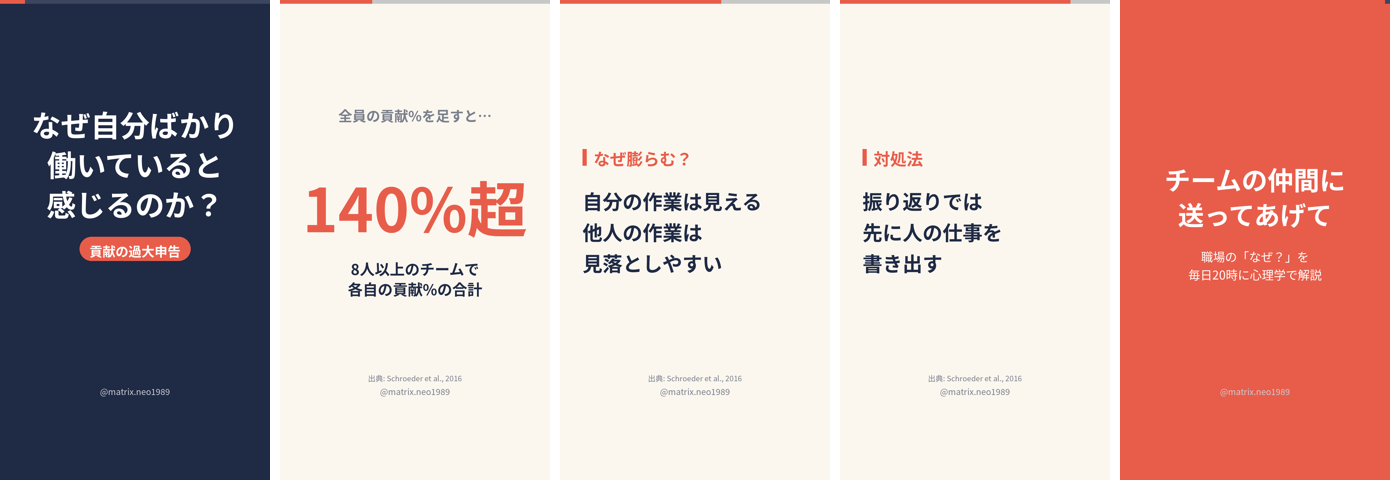 なぜ自分ばかり
働いていると
感じるのか？
貢献の過大申告
@matrix.neo1989
全員の貢献%を足すと…
140%超
8人以上のチームで
各自の貢献%の合計
出典: Schroeder et al., 2016
@matrix.neo1989
なぜ膨らむ？
自分の作業は見える
他人の作業は
見落としやすい
出典: Schroeder et al., 2016
@matrix.neo1989
対処法
振り返りでは
先に人の仕事を
書き出す
出典: Schroeder et al., 2016
@matrix.neo1989
チームの仲間に
送ってあげて
職場の「なぜ？」を
毎日20時に心理学で解説
@matrix.neo1989